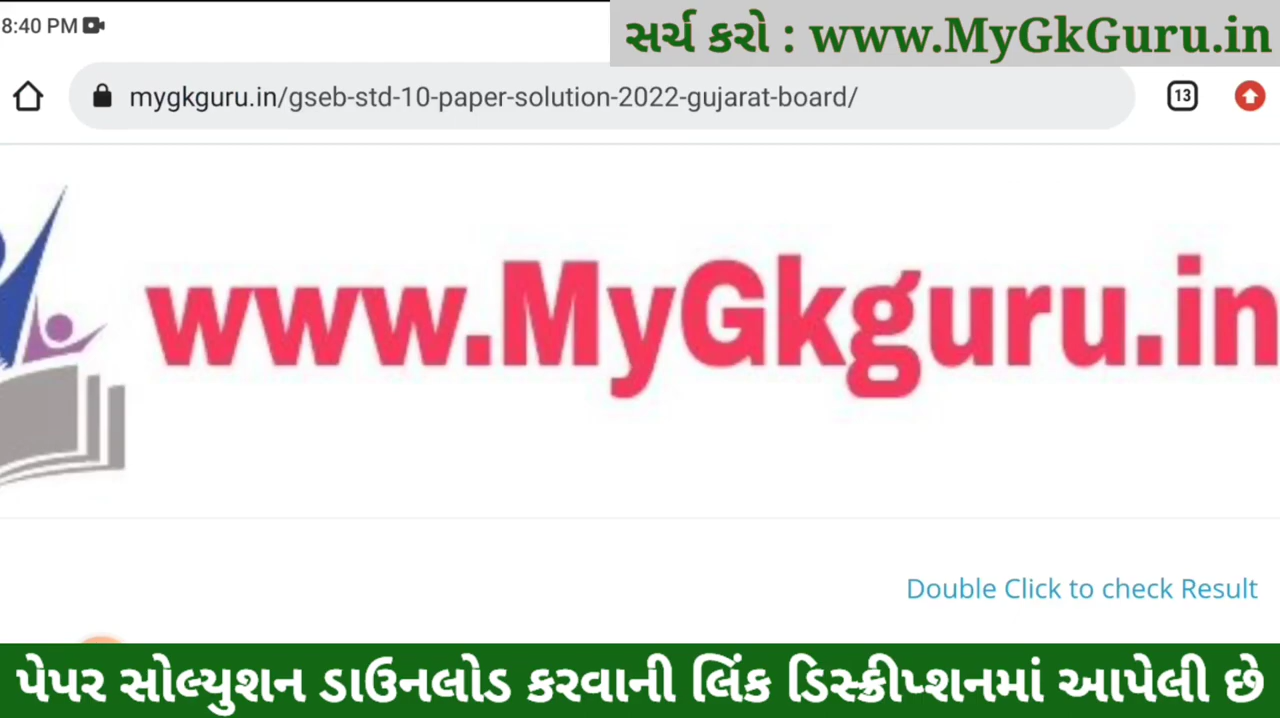 8:40 PM
સર્ચ કરો : www.MyGkGuru.in
mygkguru.in/gseb-std-10-paper-solution-2022-gujarat-board/
13
www.MyGkguru.in
Double Click to check Result
પેપર સોલ્યુશન ડાઉનલોડ કરવાની લિંક ડિસ્ક્રીપ્શનમાં આપેલી છે